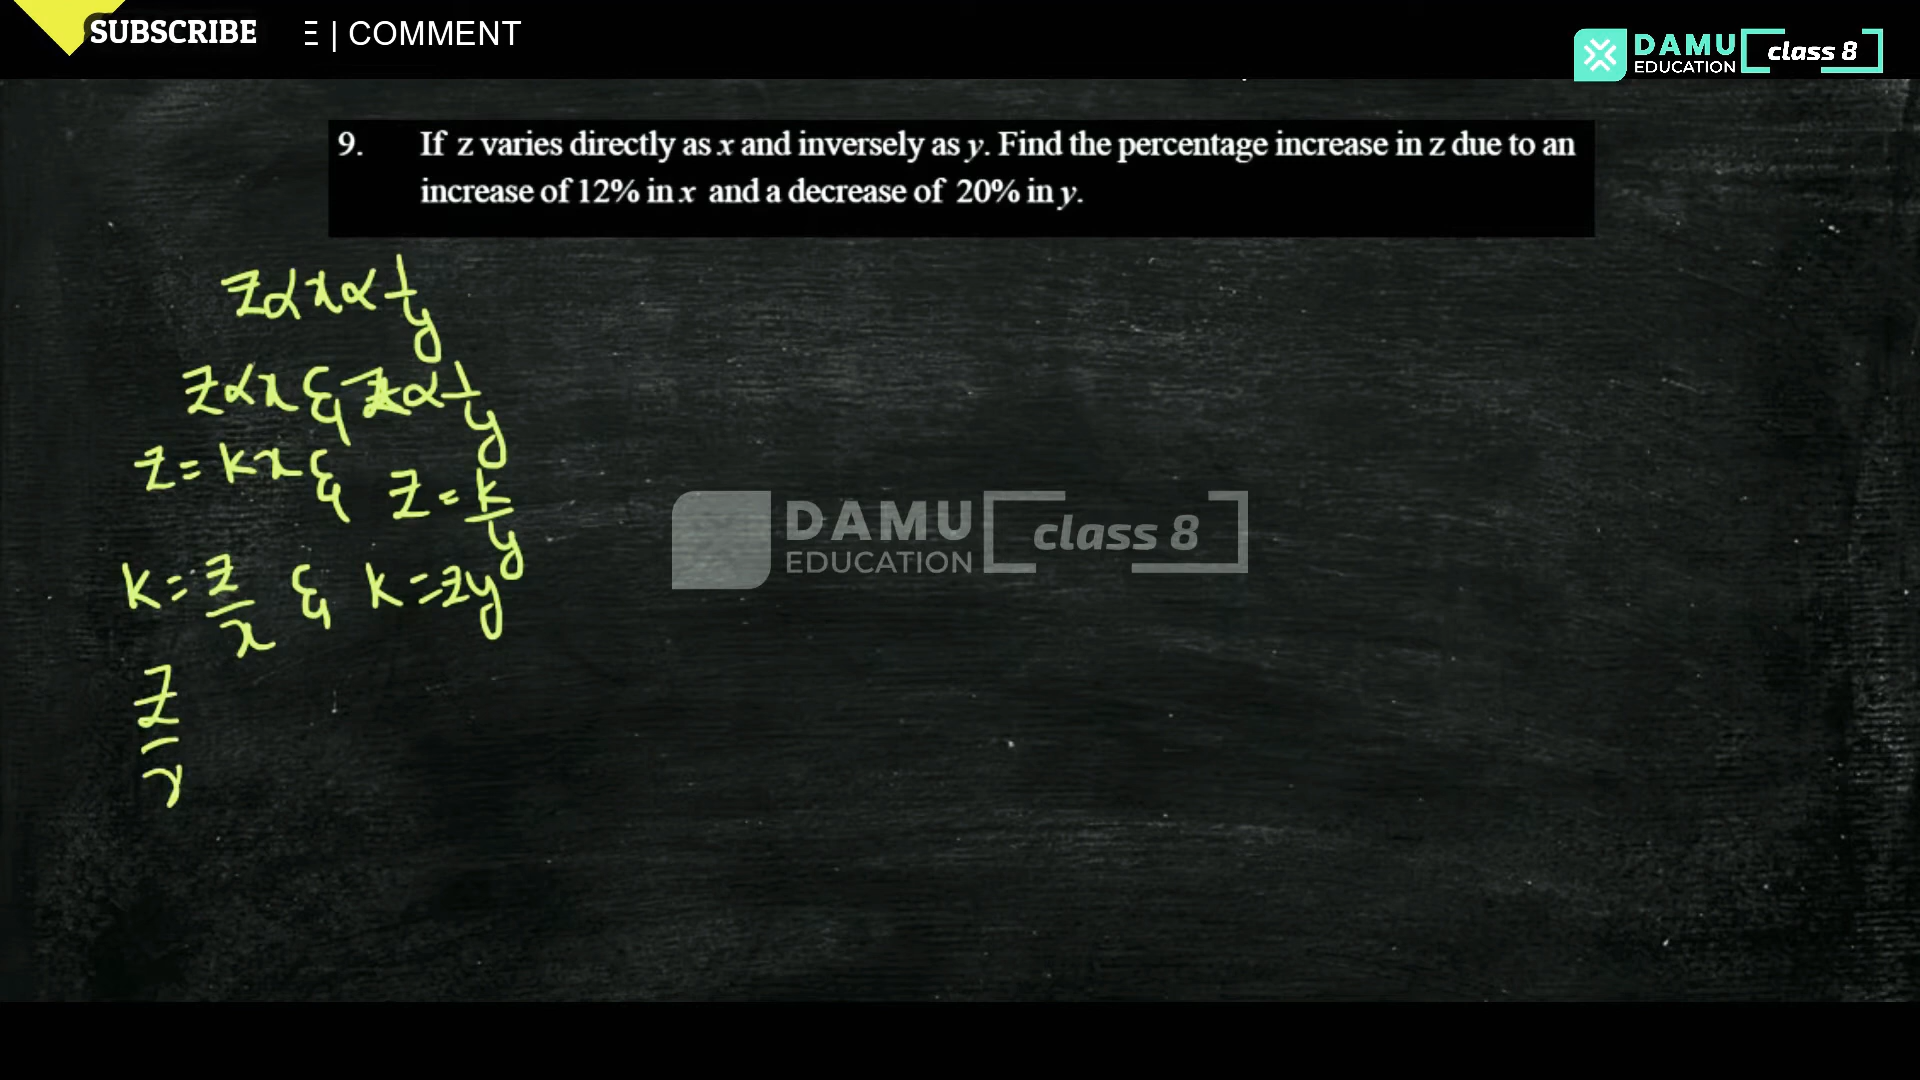 SUBSCRIBE E | COMMENT
DAMU
EDUCATION
class 8
9. If z varies directly as x and inversely as y. Find the percentage increase in z due to an
increase of 12% in x and a decrease of 20% in y.
z α x α 1/y
z α x & z α 1/y
z = kx & z = k/y
DAMU
EDUCATION
class 8
k = z/x & k = zy
z